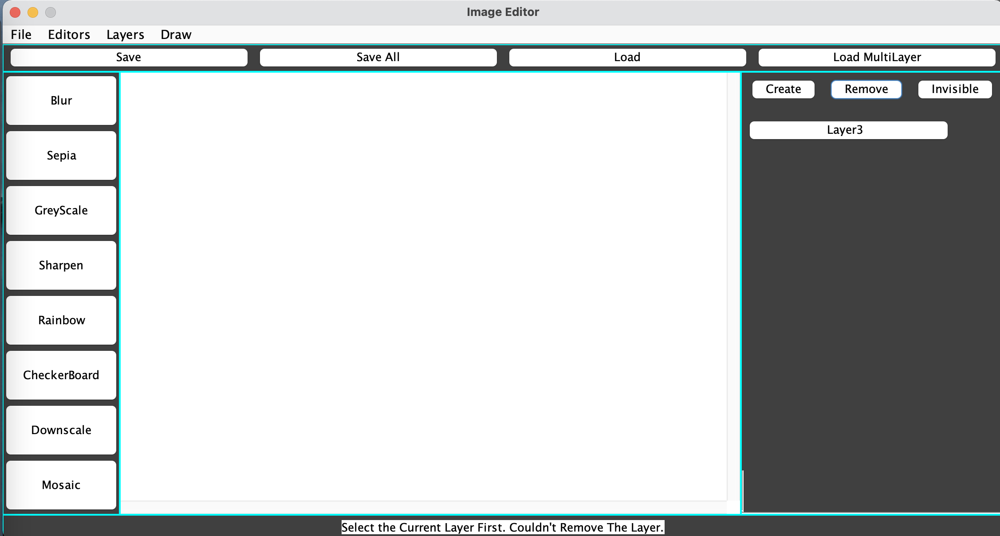 Image Editor
File Editors Layers Draw
Save Save All Load Load MultiLayer
Create Remove Invisible
Layer3
Blur
Sepia
GreyScale
Sharpen
Rainbow
CheckerBoard
Downscale
Mosaic
Select the Current Layer First. Couldn't Remove The Layer.